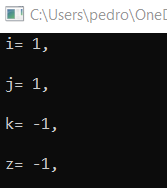 C:\Users\pedro\OneD
i= 1,
j= 1,
k= -1,
z= -1,